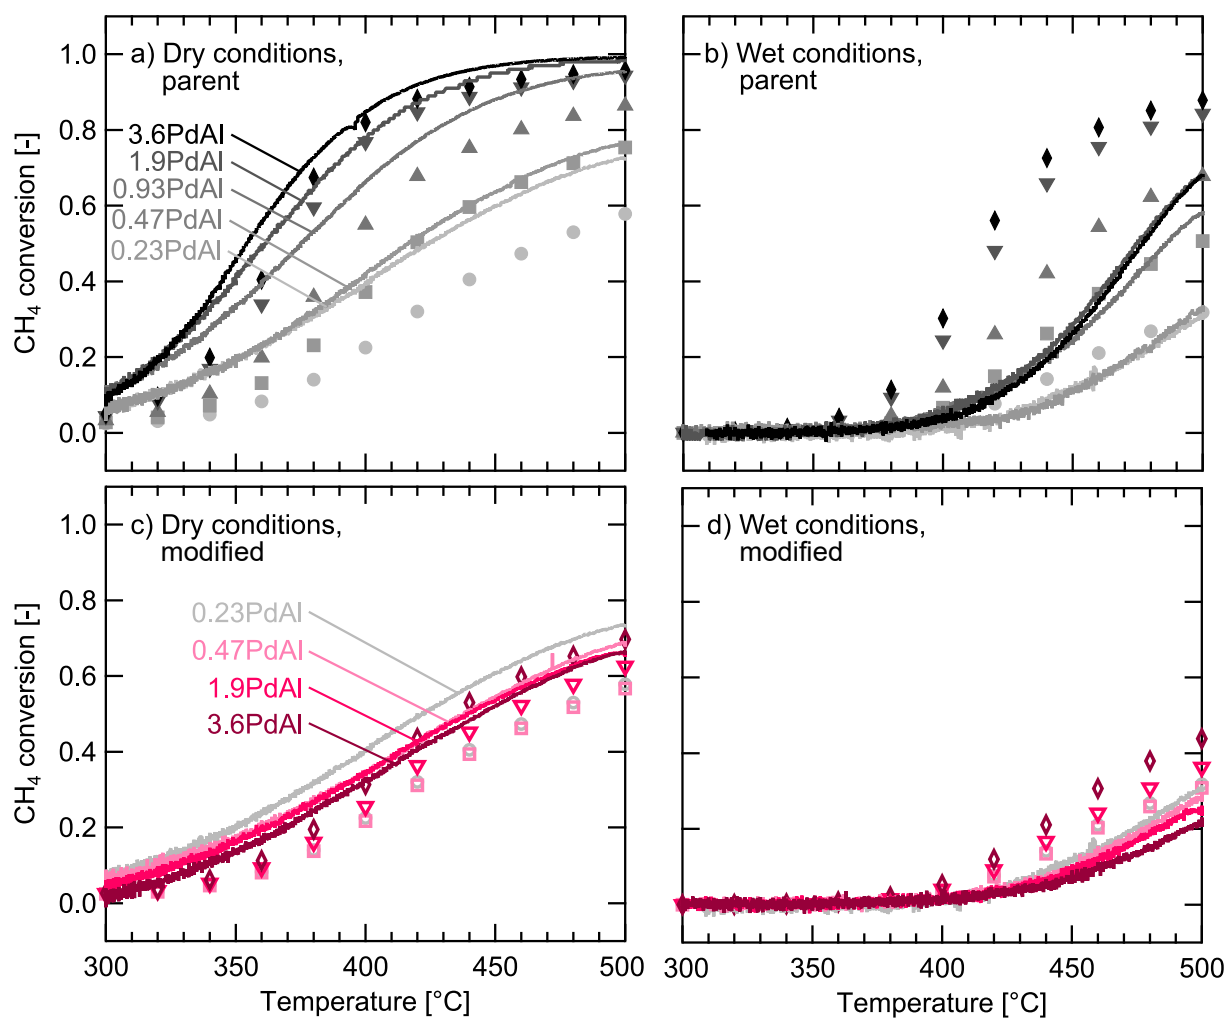 a) Dry conditions,
parent
b) Wet conditions,
parent
1.0
0.8
0.6
0.4
0.2
0.0
CH₄ conversion [-]
3.6PdAl
1.9PdAl
0.93PdAl
0.47PdAl
0.23PdAl
c) Dry conditions,
modified
d) Wet conditions,
modified
1.0
0.8
0.6
0.4
0.2
0.0
CH₄ conversion [-]
0.23PdAl
0.47PdAl
1.9PdAl
3.6PdAl
300 350 400 450 500
Temperature [°C]
300 350 400 450 500
Temperature [°C]